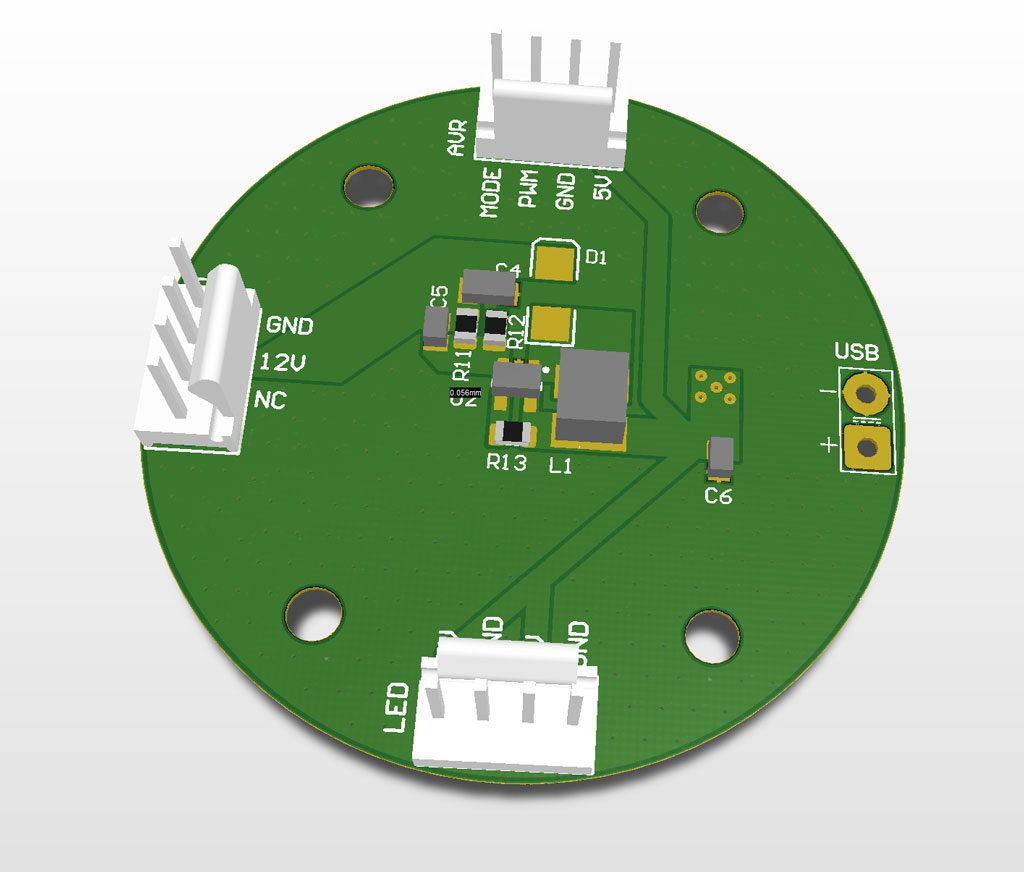 AVR
MODE
PWM
GND
5V
D1
C4
C5
R12
R11
GND
12V
NC
0.056mm
USB
–
+
R13
L1
C6
GND
LED